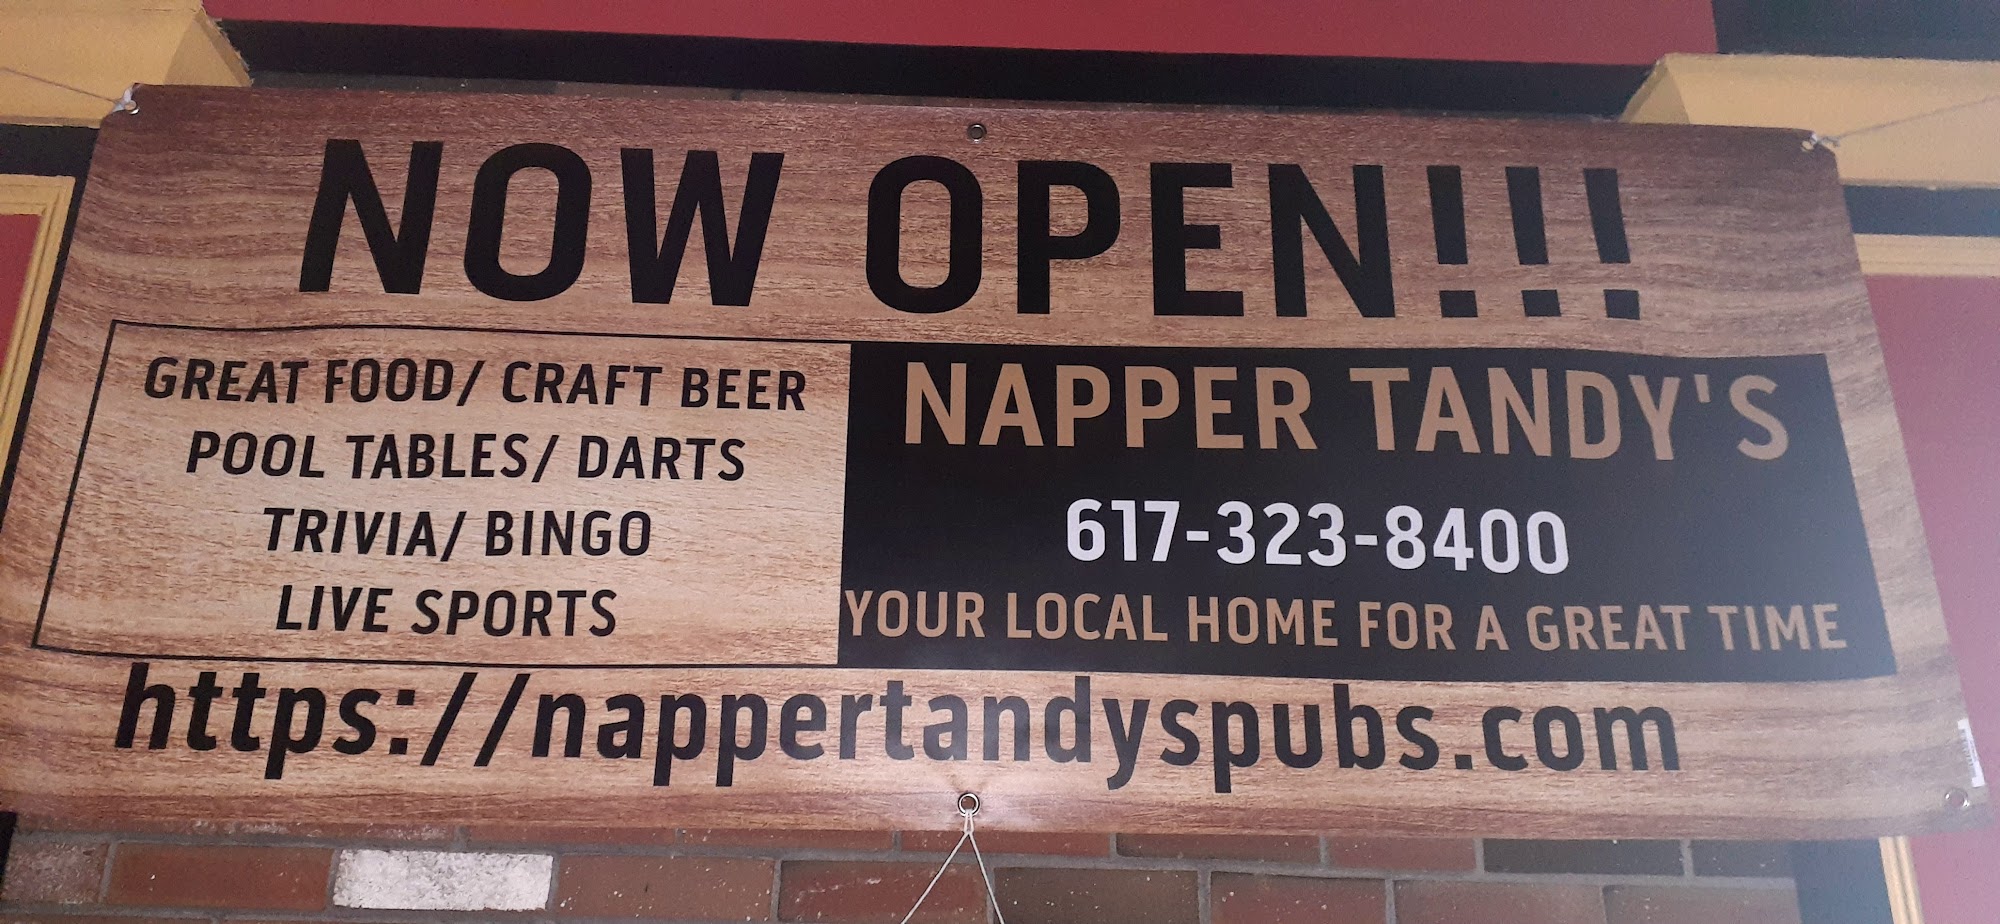 NOW OPEN!!!
GREAT FOOD/ CRAFT BEER
POOL TABLES/ DARTS
TRIVIA/ BINGO
LIVE SPORTS
NAPPER TANDY'S
617-323-8400
YOUR LOCAL HOME FOR A GREAT TIME
https://nappertandyspubs.com